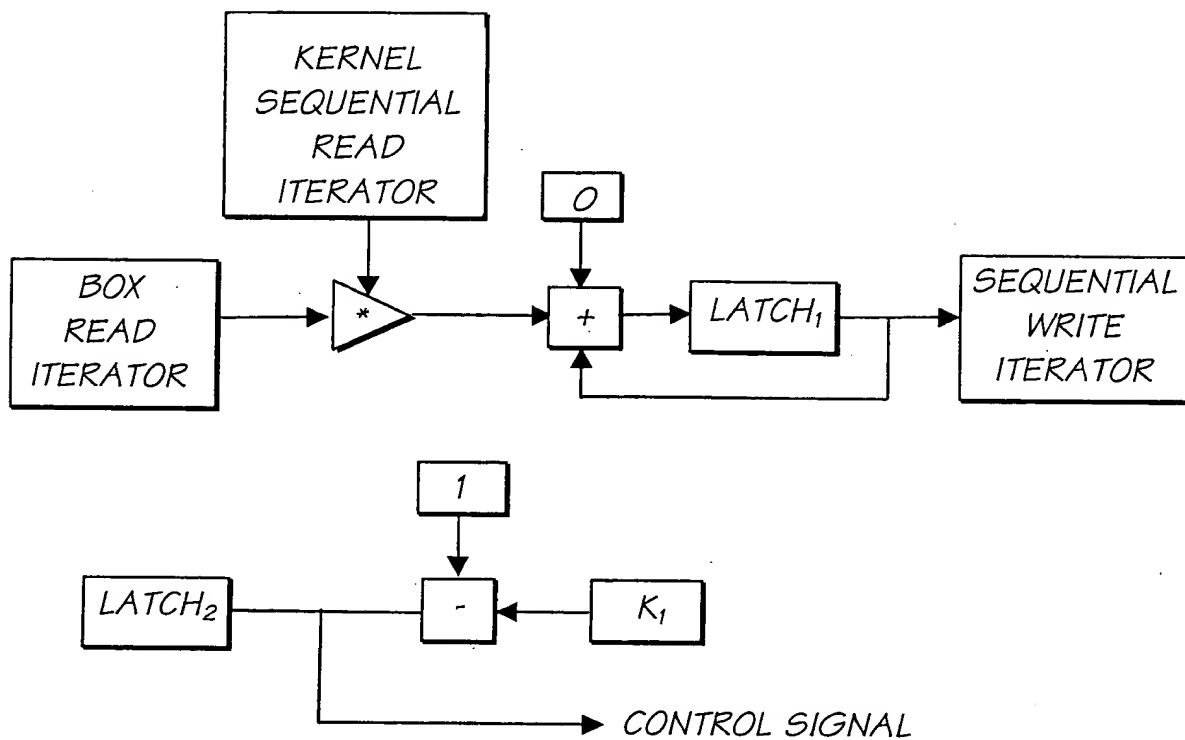 KERNEL
SEQUENTIAL
READ
ITERATOR
0
BOX
READ
ITERATOR
*
+
LATCH₁
SEQUENTIAL
WRITE
ITERATOR
1
LATCH₂
-
K₁
CONTROL SIGNAL